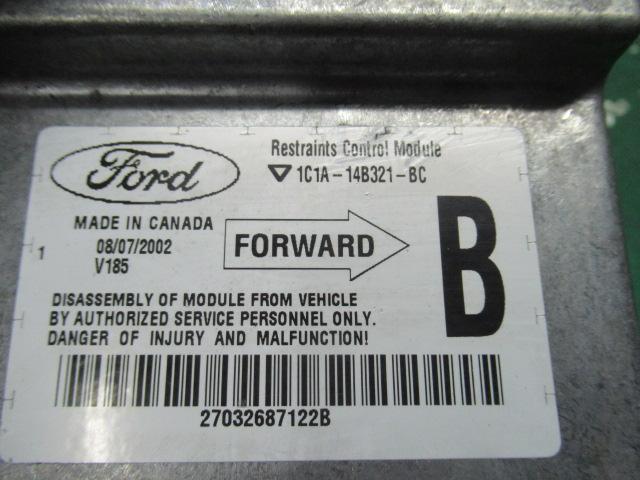 Ford
Restraints Control Module
1C1A-14B321-BC
MADE IN CANADA
08/07/2002
V185
1
FORWARD
B
DISASSEMBLY OF MODULE FROM VEHICLE
BY AUTHORIZED SERVICE PERSONNEL ONLY.
DANGER OF INJURY AND MALFUNCTION!
27032687122B